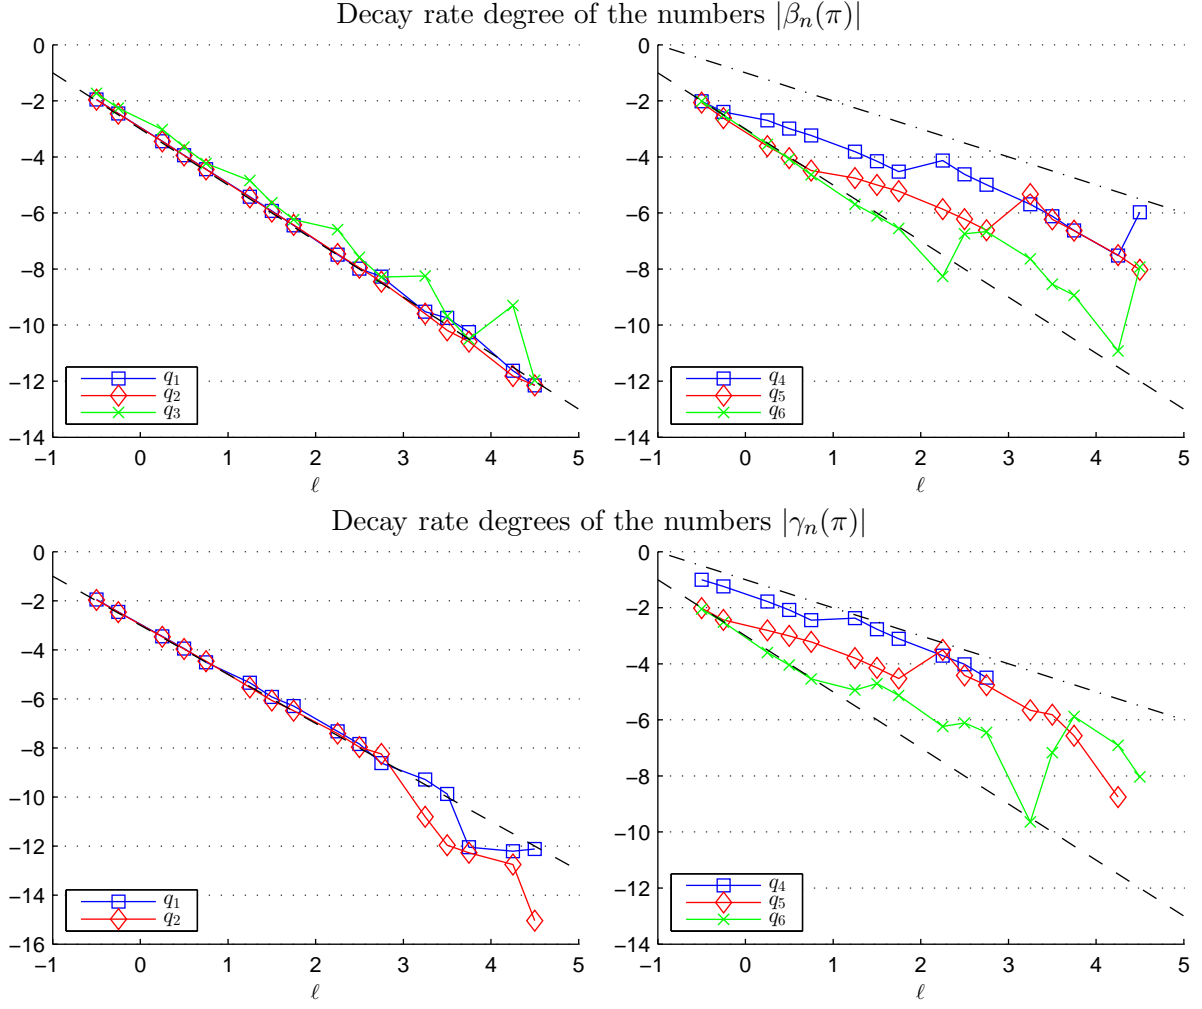 Decay rate degree of the numbers |βₙ(π)|
0
−2
−4
−6
−8
−10
−12
−14
−1 0 1 2 3 4 5
ℓ
q₁
q₂
q₃
0
−2
−4
−6
−8
−10
−12
−14
−1 0 1 2 3 4 5
ℓ
q₄
q₅
q₆
Decay rate degrees of the numbers |γₙ(π)|
0
−2
−4
−6
−8
−10
−12
−14
−16
−1 0 1 2 3 4 5
ℓ
q₁
q₂
0
−2
−4
−6
−8
−10
−12
−14
−1 0 1 2 3 4 5
ℓ
q₄
q₅
q₆